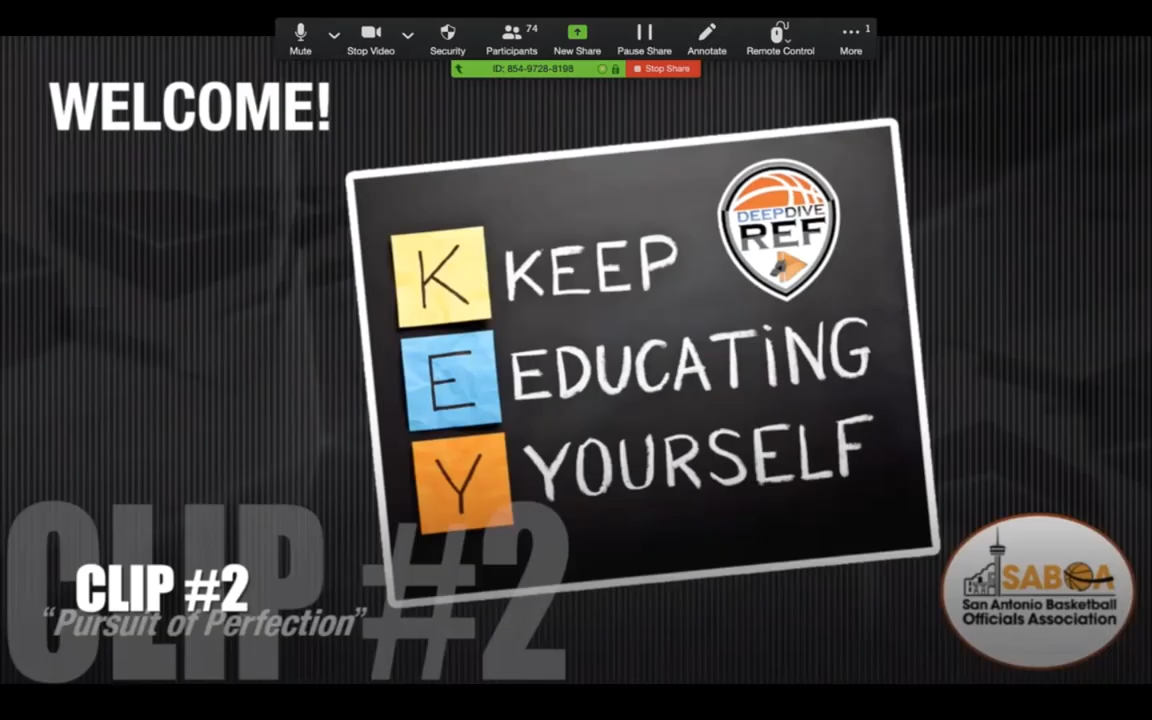 74
1
Mute Stop Video Security Participants New Share Pause Share Annotate Remote Control More
ID: 854-9728-8198 Stop Share
WELCOME!
DEEPDIVE
REF
K KEEP
E EDUCATING
Y YOURSELF
CLIP #2
CLIP #2
"Pursuit of Perfection"
SABOA
San Antonio Basketball
Officials Association